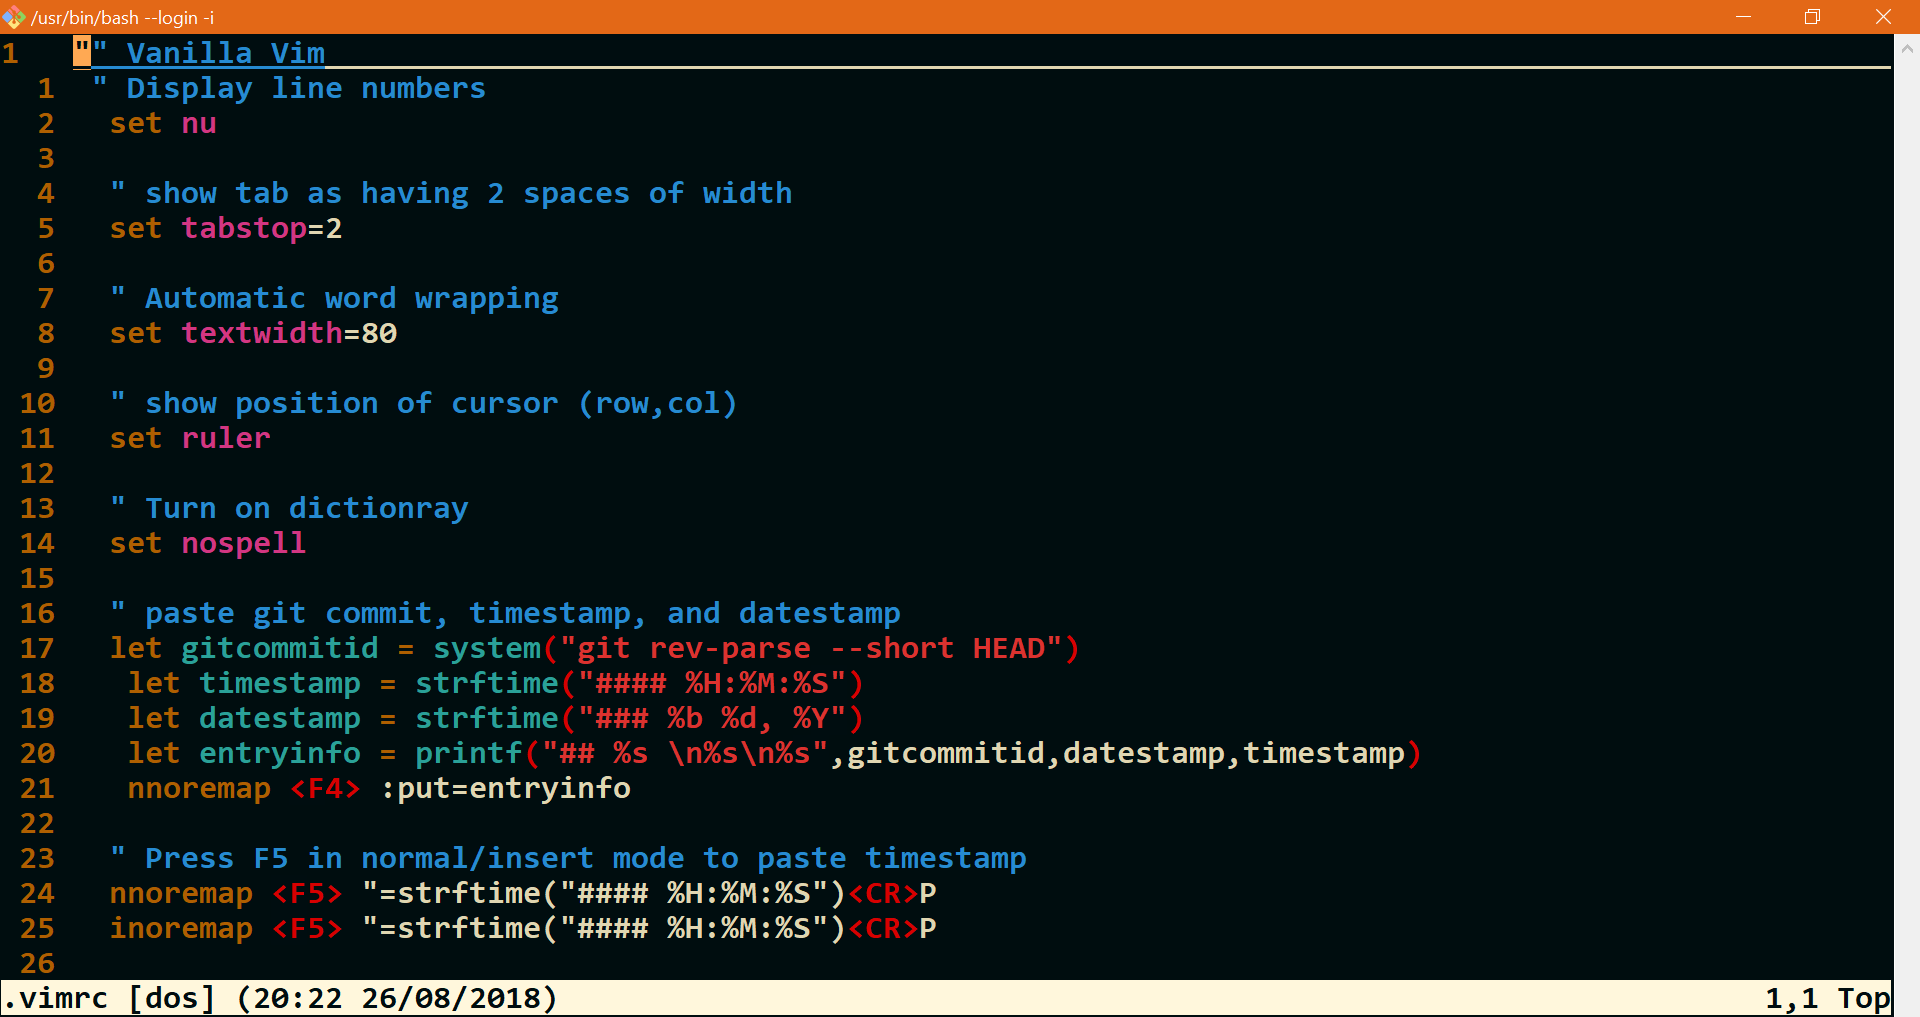 /usr/bin/bash --login -i
1   "" Vanilla Vim
  1  " Display line numbers
  2   set nu
  3
  4   " show tab as having 2 spaces of width
  5   set tabstop=2
  6
  7   " Automatic word wrapping
  8   set textwidth=80
  9
 10   " show position of cursor (row,col)
 11   set ruler
 12
 13   " Turn on dictionray
 14   set nospell
 15
 16   " paste git commit, timestamp, and datestamp
 17   let gitcommitid = system("git rev-parse --short HEAD")
 18    let timestamp = strftime("#### %H:%M:%S")
 19    let datestamp = strftime("### %b %d, %Y")
 20    let entryinfo = printf("## %s \n%s\n%s",gitcommitid,datestamp,timestamp)
 21    nnoremap <F4> :put=entryinfo
 22
 23   " Press F5 in normal/insert mode to paste timestamp
 24   nnoremap <F5> "=strftime("#### %H:%M:%S")<CR>P
 25   inoremap <F5> "=strftime("#### %H:%M:%S")<CR>P
 26
.vimrc [dos] (20:22 26/08/2018) 1,1 Top